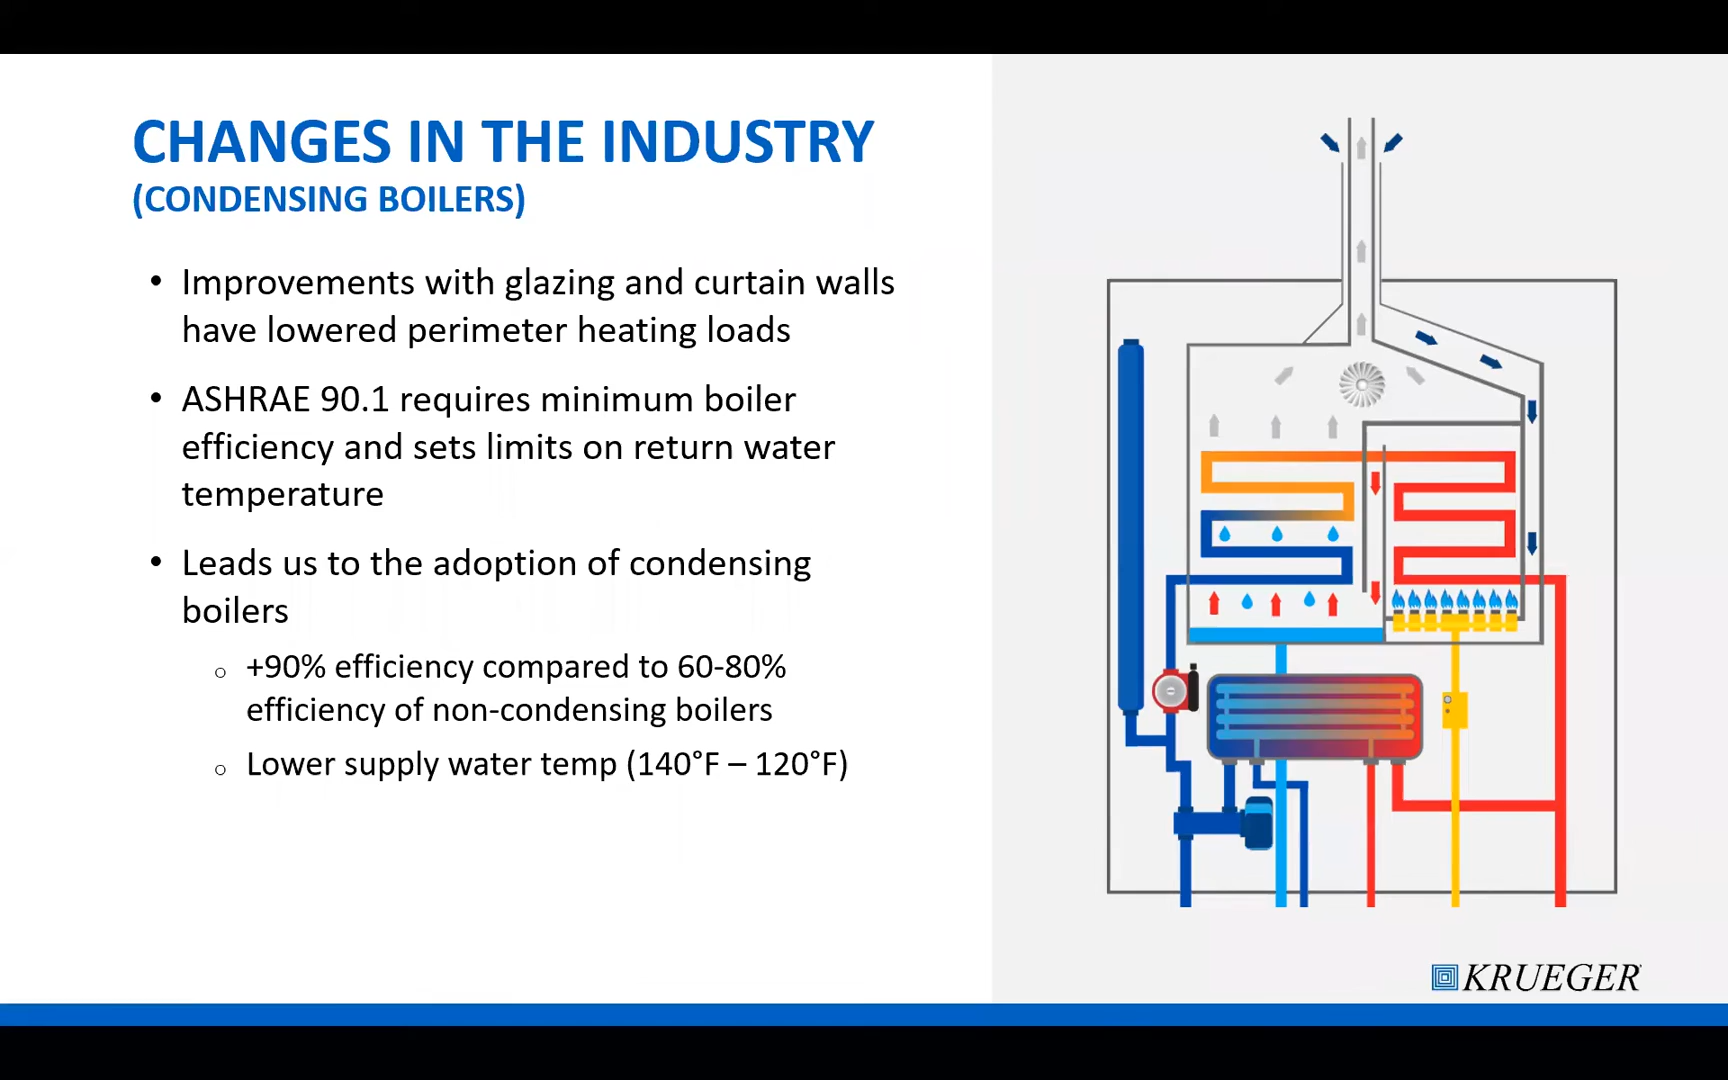 CHANGES IN THE INDUSTRY
(CONDENSING BOILERS)
• Improvements with glazing and curtain walls
have lowered perimeter heating loads
• ASHRAE 90.1 requires minimum boiler
efficiency and sets limits on return water
temperature
• Leads us to the adoption of condensing
boilers
o +90% efficiency compared to 60-80%
efficiency of non-condensing boilers
o Lower supply water temp (140°F – 120°F)
KRUEGER